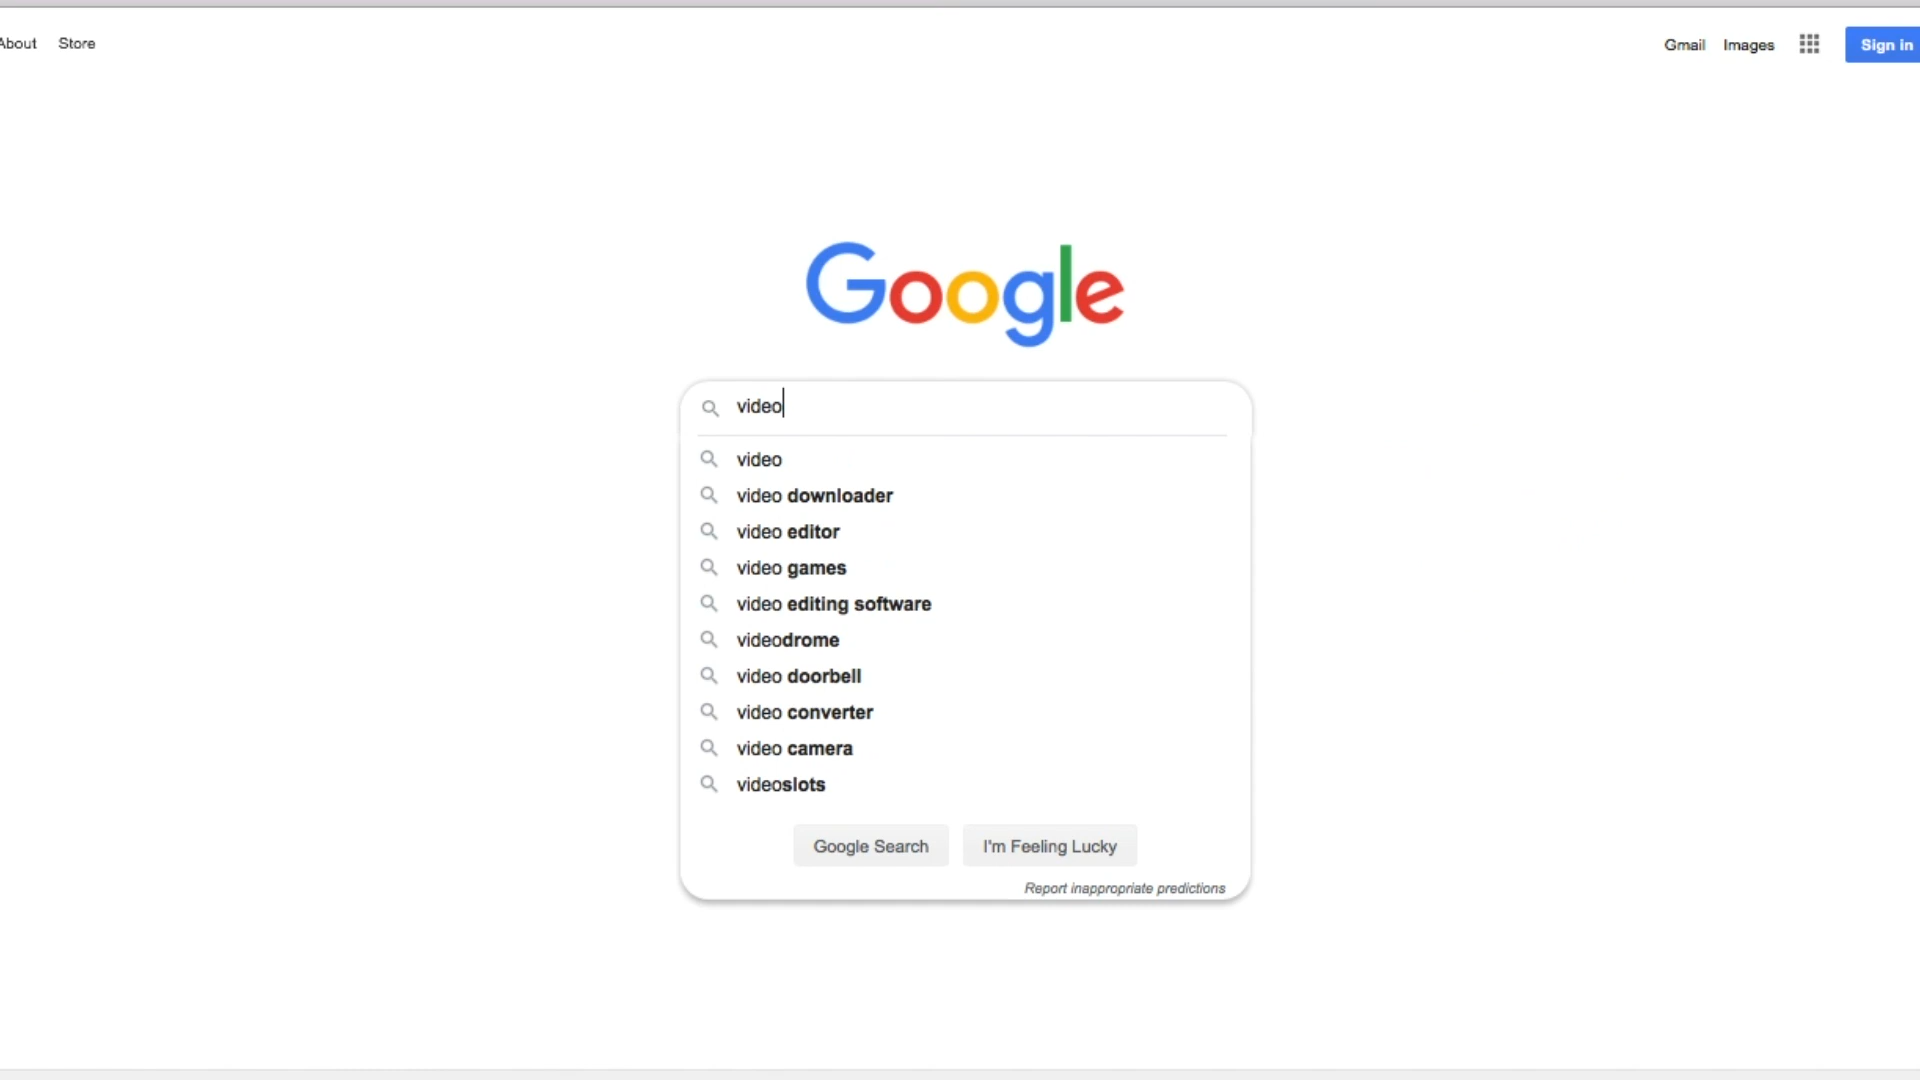 About Store Gmail Images Sign in
Google
video
video
video downloader
video editor
video games
video editing software
videodrome
video doorbell
video converter
video camera
videoslots
Google Search I'm Feeling Lucky
Report inappropriate predictions